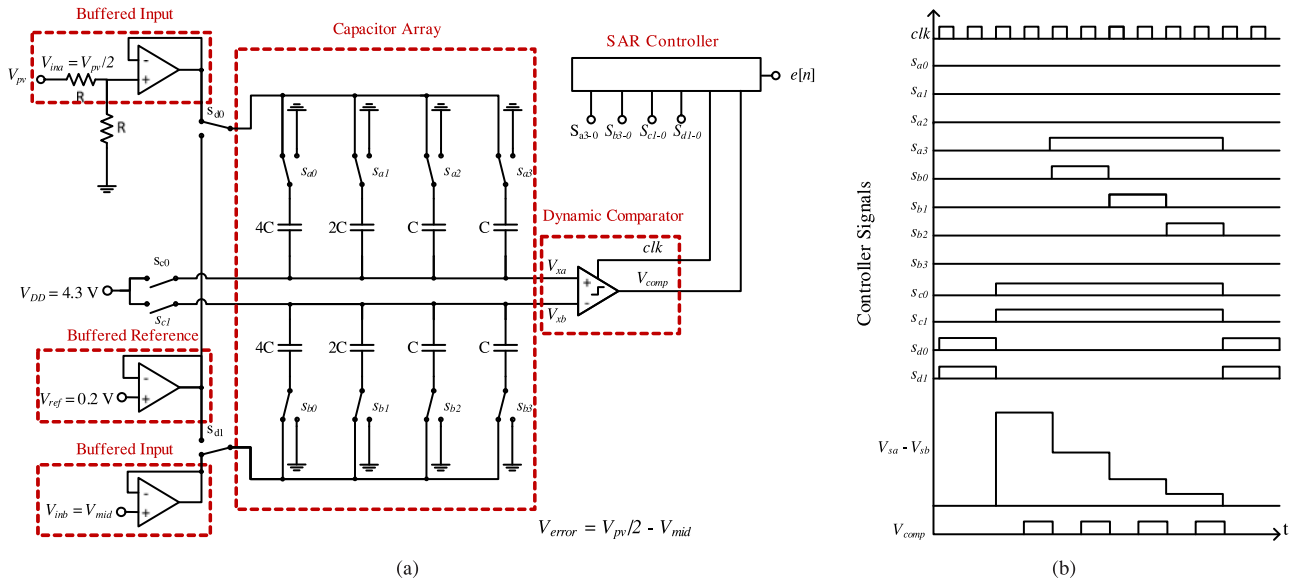 Buffered Input
V_pv
V_ina = V_pv/2
-
+
R
R
s_d0
Capacitor Array
s_a0
s_a1
s_a2
s_a3
4C
2C
C
C
SAR Controller
e[n]
S_a3-0
S_b3-0
S_c1-0
S_d1-0
Dynamic Comparator
clk
V_xa
+
-
V_comp
V_xb
s_c0
V_DD = 4.3 V
s_c1
4C
2C
C
C
s_b0
s_b1
s_b2
s_b3
Buffered Reference
-
+
V_ref = 0.2 V
s_d1
Buffered Input
-
+
V_inb = V_mid
V_error = V_pv/2 - V_mid
(a)
Controller Signals
clk
s_a0
s_a1
s_a2
s_a3
s_b0
s_b1
s_b2
s_b3
s_c0
s_c1
s_d0
s_d1
V_sa - V_sb
V_comp
t
(b)